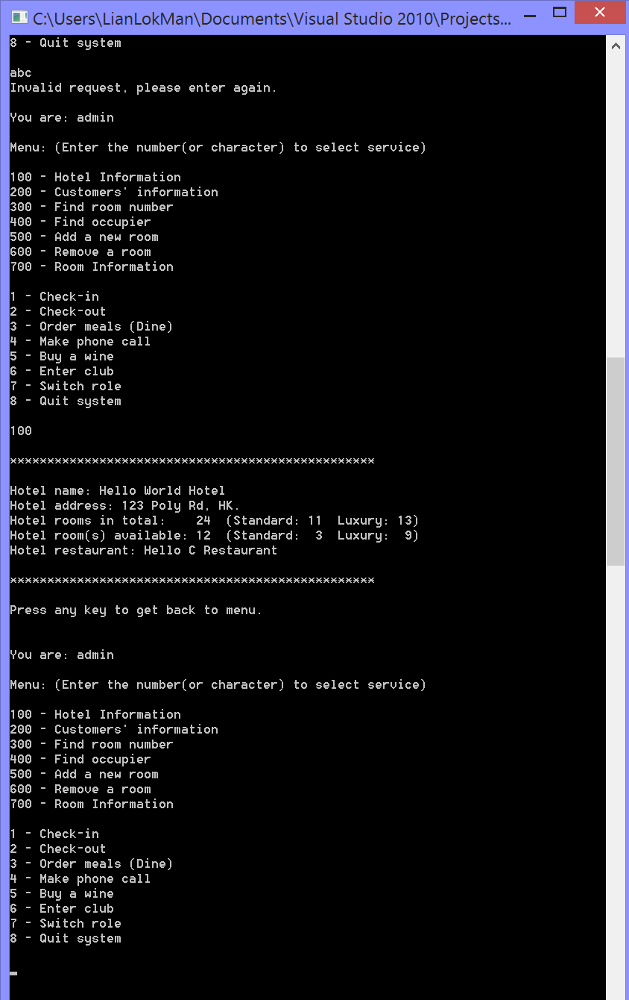 C:\Users\LianLokMan\Documents\Visual Studio 2010\Projects...
8 - Quit system
abc
Invalid request, please enter again.
You are: admin
Menu: (Enter the number(or character) to select service)
100 - Hotel Information
200 - Customers' information
300 - Find room number
400 - Find occupier
500 - Add a new room
600 - Remove a room
700 - Room Information
1 - Check-in
2 - Check-out
3 - Order meals (Dine)
4 - Make phone call
5 - Buy a wine
6 - Enter club
7 - Switch role
8 - Quit system
100
*************************************************
Hotel name: Hello World Hotel
Hotel address: 123 Poly Rd, HK.
Hotel rooms in total:    24  (Standard: 11  Luxury: 13)
Hotel room(s) available: 12  (Standard:  3  Luxury:  9)
Hotel restaurant: Hello C Restaurant
*************************************************
Press any key to get back to menu.
You are: admin
Menu: (Enter the number(or character) to select service)
100 - Hotel Information
200 - Customers' information
300 - Find room number
400 - Find occupier
500 - Add a new room
600 - Remove a room
700 - Room Information
1 - Check-in
2 - Check-out
3 - Order meals (Dine)
4 - Make phone call
5 - Buy a wine
6 - Enter club
7 - Switch role
8 - Quit system